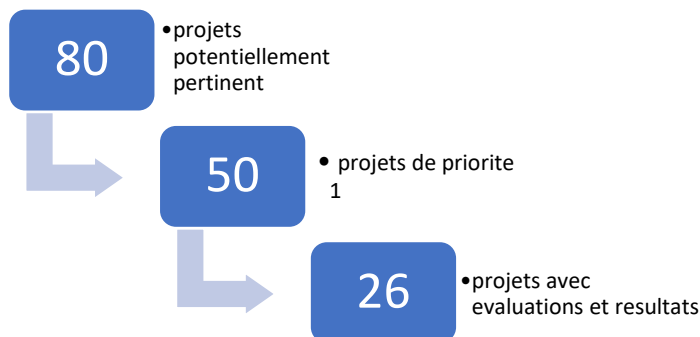 80
•projets
potentiellement
pertinent
50
• projets de priorite
1
26
•projets avec
evaluations et resultats